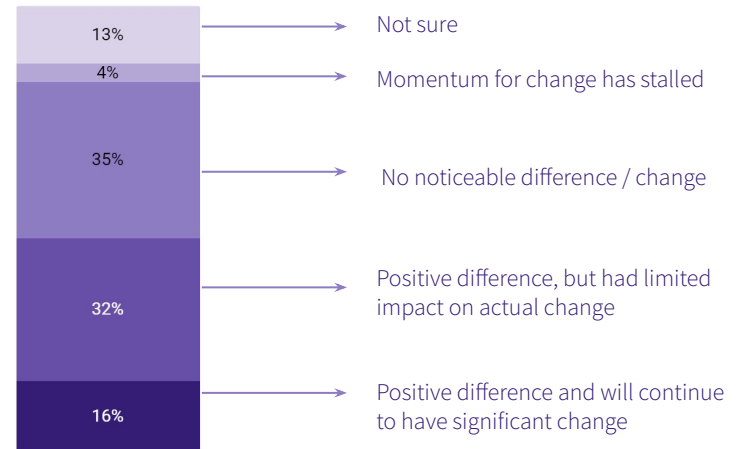 13%
Not sure
4%
Momentum for change has stalled
35%
No noticeable difference / change
32%
Positive difference, but had limited
impact on actual change
16%
Positive difference and will continue
to have significant change